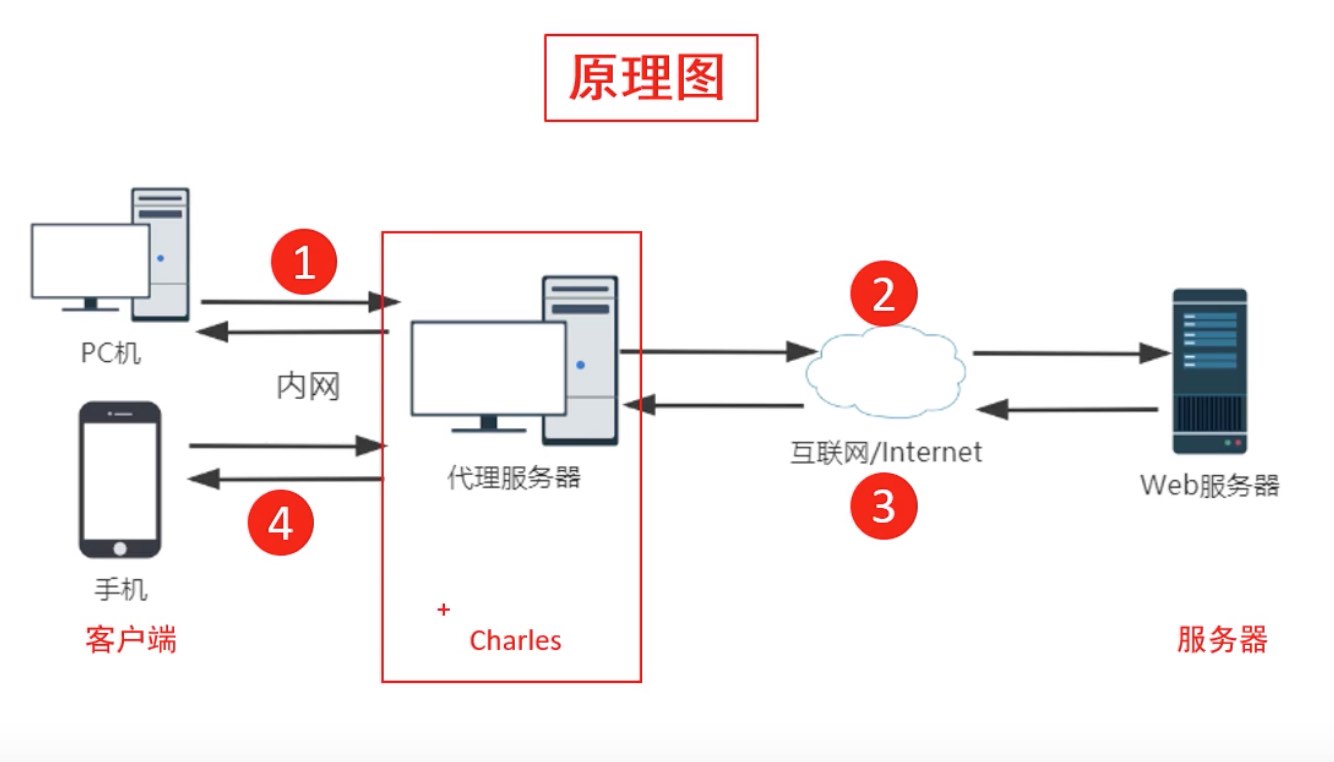 原理图
1
2
PC机
内网
互联网/Internet
代理服务器
Web服务器
3
4
手机
客户端
Charles
服务器